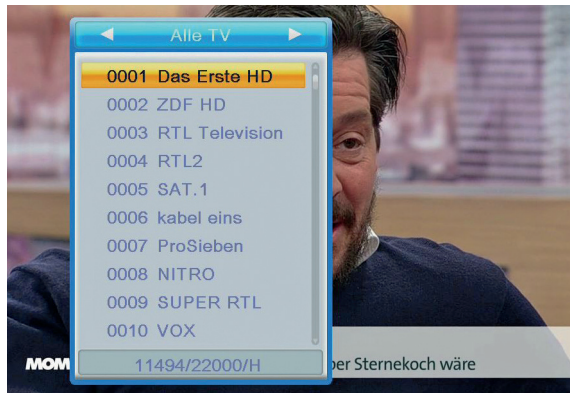 Alle TV
0001 Das Erste HD
0002 ZDF HD
0003 RTL Television
0004 RTL2
0005 SAT.1
0006 kabel eins
0007 ProSieben
0008 NITRO
0009 SUPER RTL
0010 VOX
11494/22000/H
MOM
Sternekoch wäre